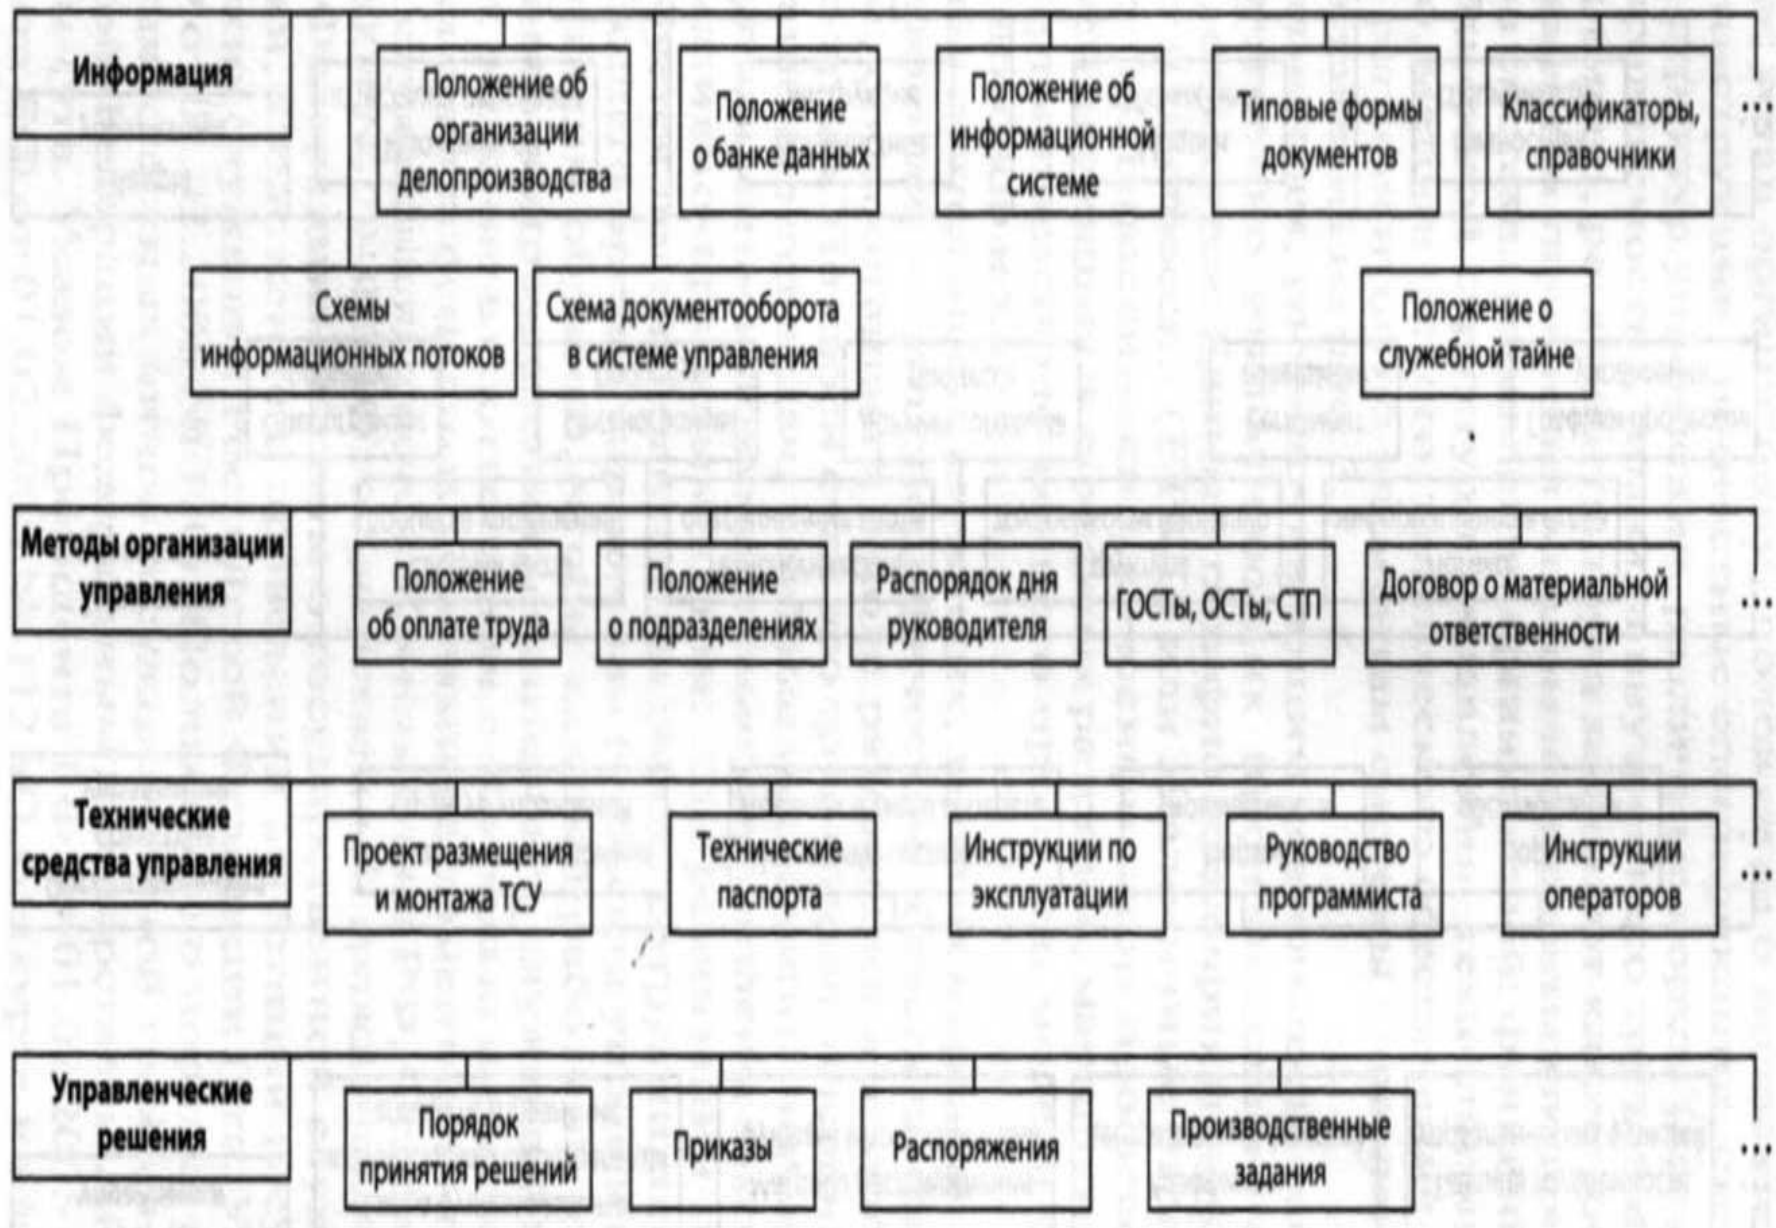 Информация
Положение об
организации
делопроизводства
Положение
о банке данных
Положение об
информационной
системе
Типовые формы
документов
Классификаторы,
справочники
...
Схемы
информационных потоков
Схема документооборота
в системе управления
Положение о
служебной тайне
Методы организации
управления
Положение
об оплате труда
Положение
о подразделениях
Распорядок дня
руководителя
ГОСТы, ОСТы, СТП
Договор о материальной
ответственности
...
Технические
средства управления
Проект размещения
и монтажа ТСУ
Технические
паспорта
Инструкции по
эксплуатации
Руководство
программиста
Инструкции
операторов
...
Управленческие
решения
Порядок
принятия решений
Приказы
Распоряжения
Производственные
задания
...